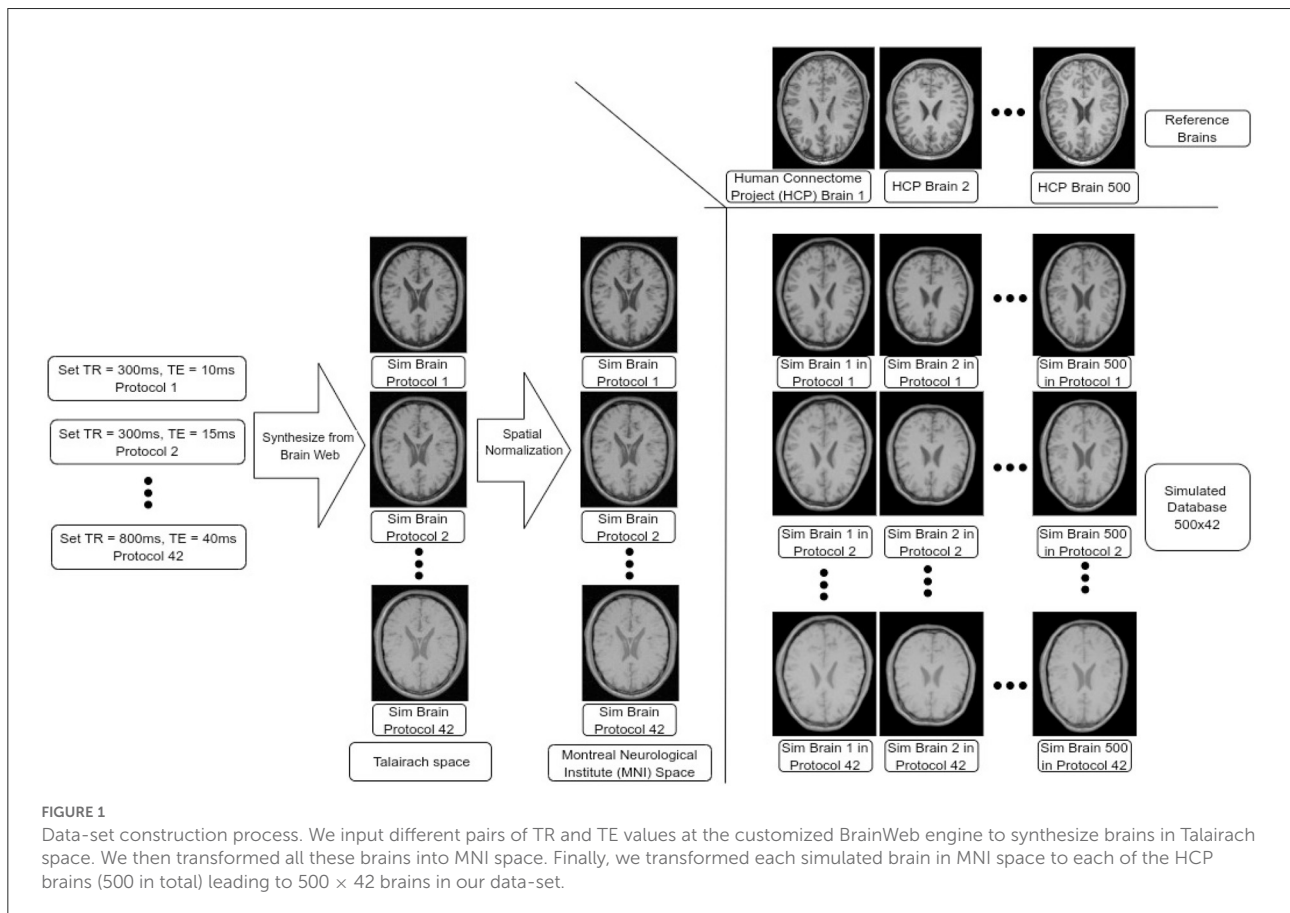 Human Connectome
Project (HCP) Brain 1
HCP Brain 2
HCP Brain 500
Reference
Brains
Set TR = 300ms, TE = 10ms
Protocol 1
Set TR = 300ms, TE = 15ms
Protocol 2
Set TR = 800ms, TE = 40ms
Protocol 42
Synthesize from
Brain Web
Sim Brain
Protocol 1
Sim Brain
Protocol 2
Sim Brain
Protocol 42
Talairach space
Spatial
Normalization
Sim Brain
Protocol 1
Sim Brain
Protocol 2
Sim Brain
Protocol 42
Montreal Neurological
Institute (MNI) Space
Sim Brain 1 in
Protocol 1
Sim Brain 2 in
Protocol 1
Sim Brain 500
in Protocol 1
Sim Brain 1 in
Protocol 2
Sim Brain 2 in
Protocol 2
Sim Brain 500
in Protocol 2
Sim Brain 1 in
Protocol 42
Sim Brain 2 in
Protocol 42
Sim Brain 500
in Protocol 42
Simulated
Database
500x42
FIGURE 1
Data-set construction process. We input different pairs of TR and TE values at the customized BrainWeb engine to synthesize brains in Talairach
space. We then transformed all these brains into MNI space. Finally, we transformed each simulated brain in MNI space to each of the HCP
brains (500 in total) leading to 500 × 42 brains in our data-set.